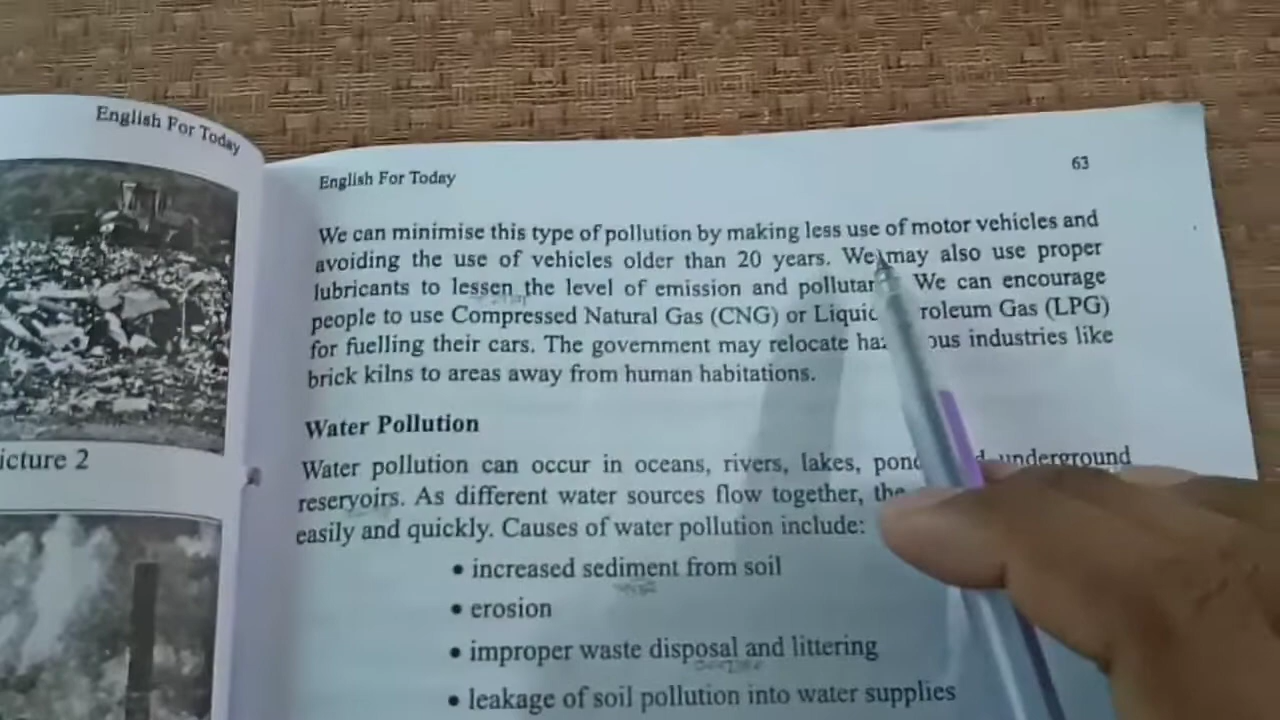 English For Today
icture 2
English For Today
63
We can minimise this type of pollution by making less use of motor vehicles and
avoiding the use of vehicles older than 20 years. We may also use proper
lubricants to lessen the level of emission and pollutan We can encourage
people to use Compressed Natural Gas (CNG) or Liquid roleum Gas (LPG)
for fuelling their cars. The government may relocate haz ous industries like
brick kilns to areas away from human habitations.
Water Pollution
Water pollution can occur in oceans, rivers, lakes, pond d underground
reservoirs. As different water sources flow together, the
easily and quickly. Causes of water pollution include:
• increased sediment from soil
• erosion
• improper waste disposal and littering
• leakage of soil pollution into water supplies